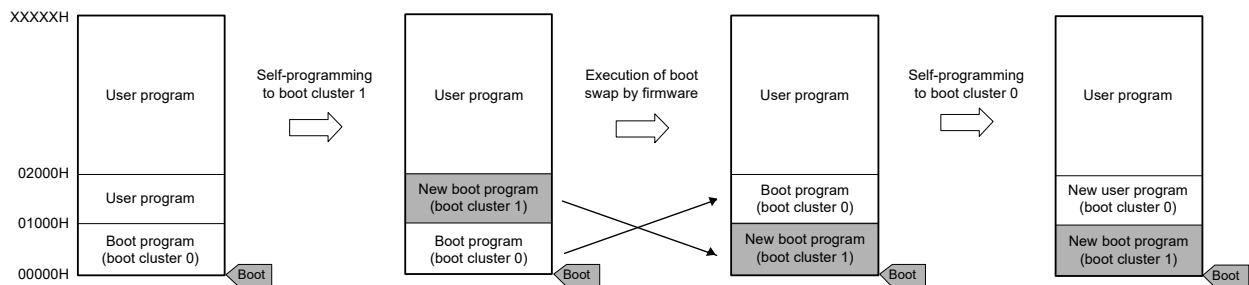 XXXXXH
User program
User program
Boot program
(boot cluster 0)
02000H
01000H
00000H
Boot
Self-programming
to boot cluster 1
User program
New boot program
(boot cluster 1)
Boot program
(boot cluster 0)
Boot
Execution of boot
swap by firmware
User program
Boot program
(boot cluster 0)
New boot program
(boot cluster 1)
Boot
Self-programming
to boot cluster 0
User program
New user program
(boot cluster 0)
New boot program
(boot cluster 1)
Boot